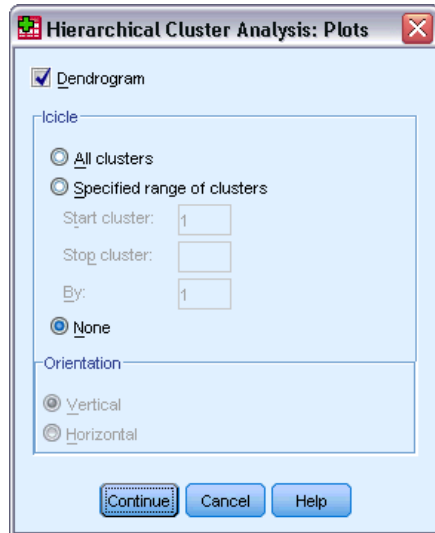 Hierarchical Cluster Analysis: Plots
Dendrogram
Icicle
All clusters
Specified range of clusters
Start cluster: 1
Stop cluster:
By: 1
None
Orientation
Vertical
Horizontal
Continue Cancel Help